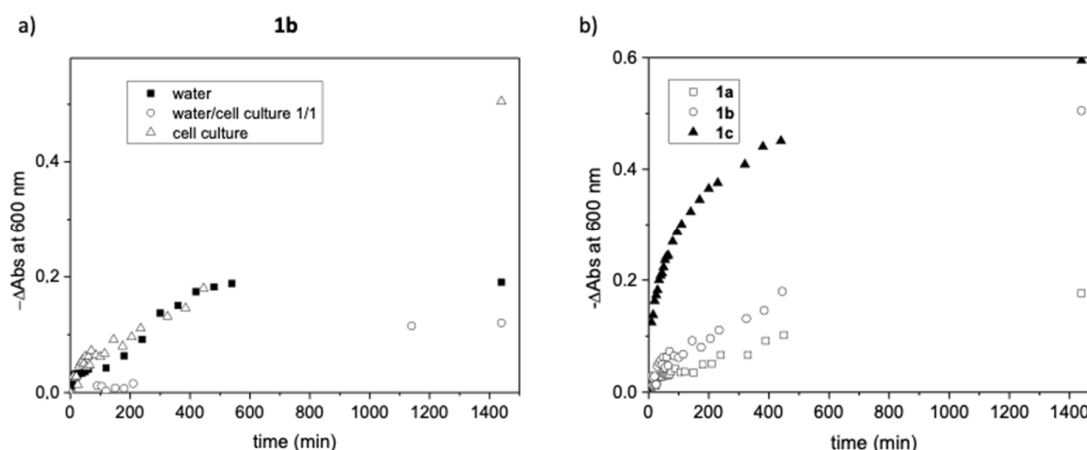 a) 1b
water
water/cell culture 1/1
cell culture
−ΔAbs at 600 nm
0,4
0,2
0,0
0 200 400 600 800 1000 1200 1400
time (min)
b)
1a
1b
1c
-ΔAbs at 600 nm
0.6
0.4
0.2
0.0
0 200 400 600 800 1000 1200 1400
time (min)